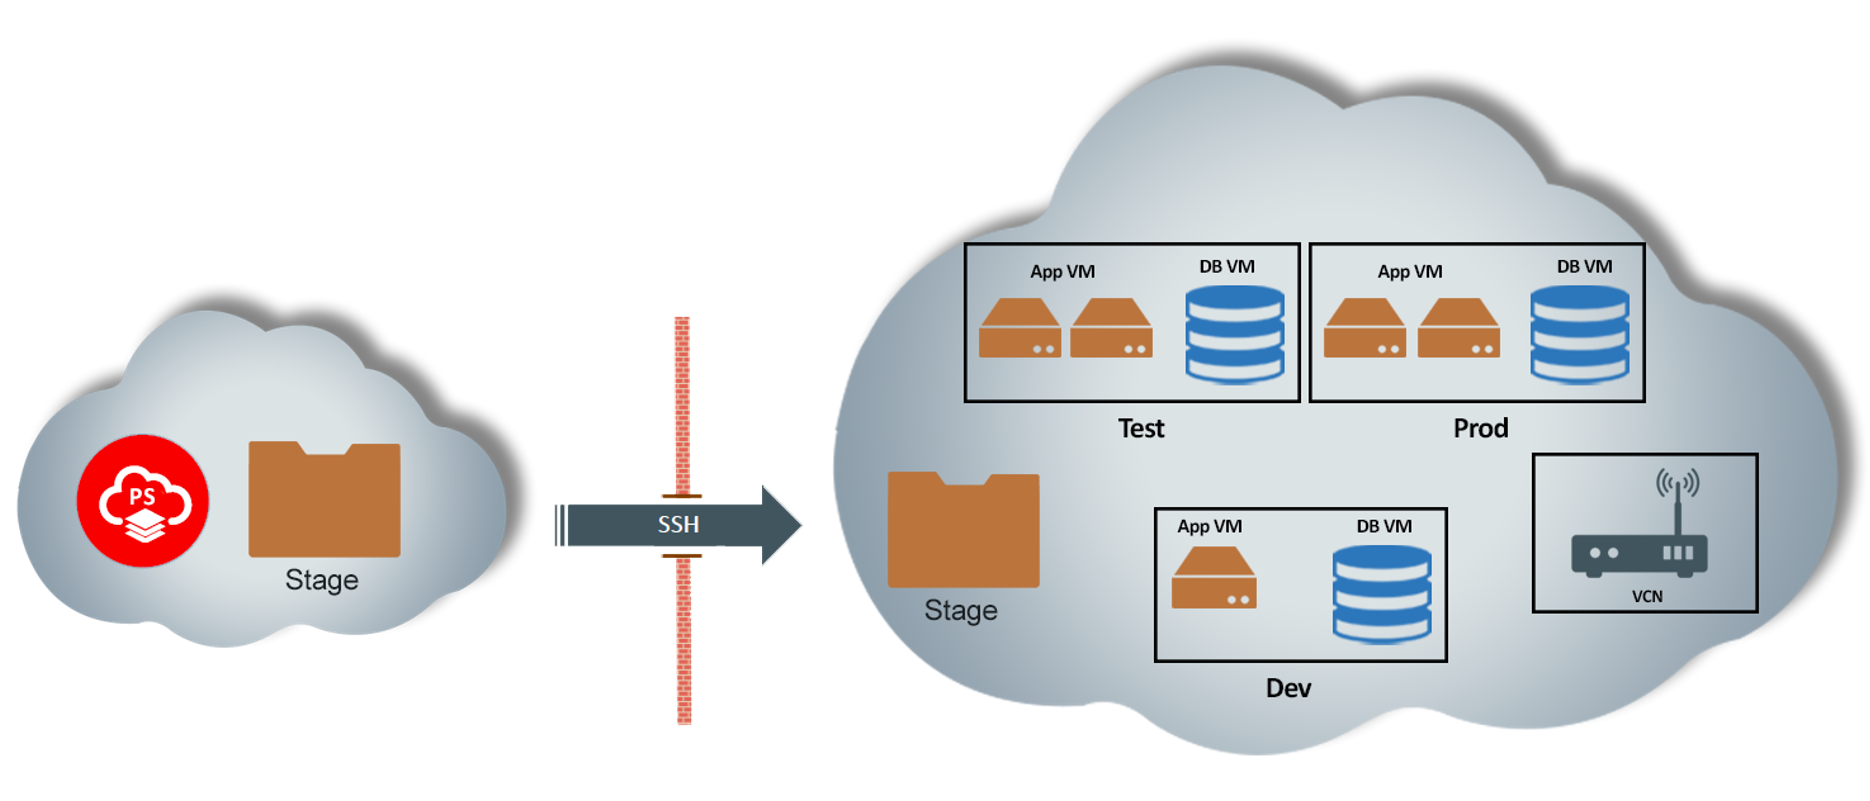 PS
Stage
SSH
App VM
DB VM
Test
App VM
DB VM
Prod
Stage
App VM
DB VM
Dev
VCN